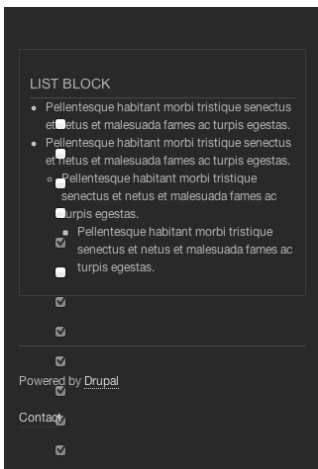 LIST BLOCK
Pellentesque habitant morbi tristique senectus
et netus et malesuada fames ac turpis egestas.
Pellentesque habitant morbi tristique senectus
et netus et malesuada fames ac turpis egestas.
Pellentesque habitant morbi tristique
senectus et netus et malesuada fames ac
turpis egestas.
Pellentesque habitant morbi tristique
senectus et netus et malesuada fames ac
turpis egestas.
Powered by Drupal
Contact